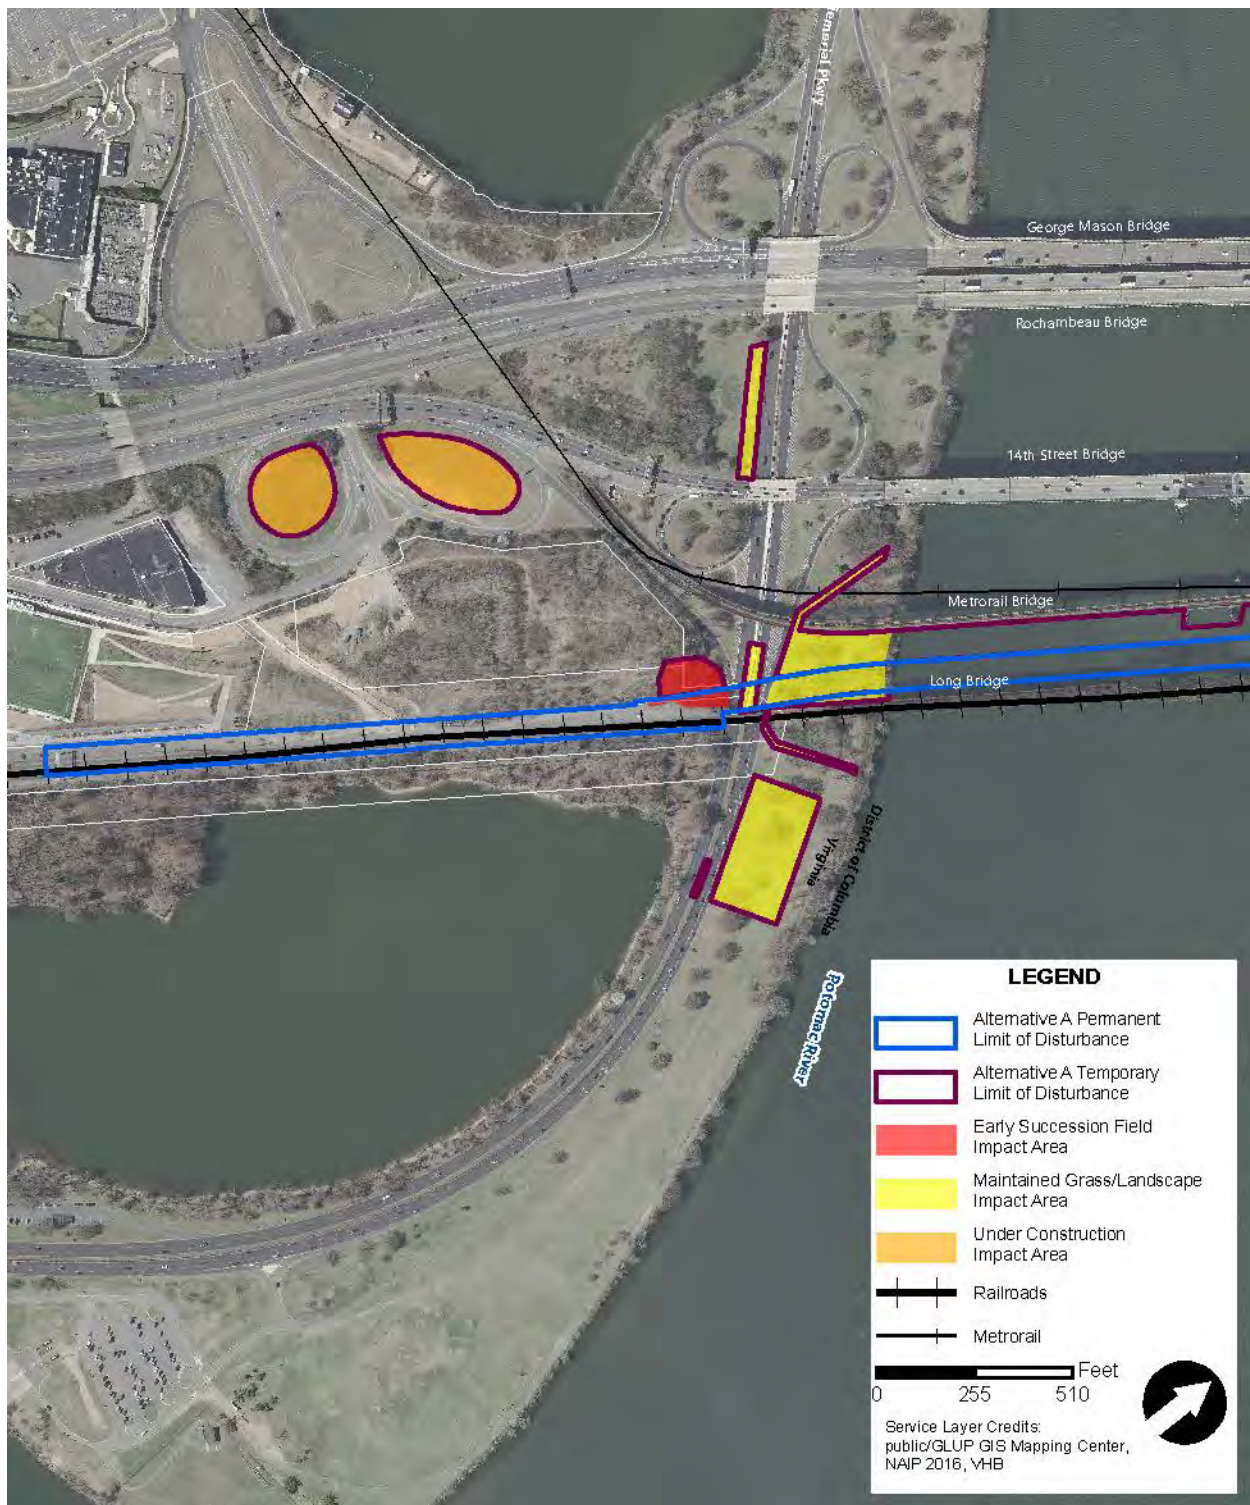 Memorial Pkwy
George Mason Bridge
Rochambeau Bridge
14th Street Bridge
Metrorail Bridge
Long Bridge
District of Columbia
Virginia
Potomac River
LEGEND
Alternative A Permanent
Limit of Disturbance
Alternative A Temporary
Limit of Disturbance
Early Succession Field
Impact Area
Maintained Grass/Landscape
Impact Area
Under Construction
Impact Area
Railroads
Metrorail
Feet
0 255 510
Service Layer Credits:
public/GLUP GIS Mapping Center,
NAIP 2016, VHB